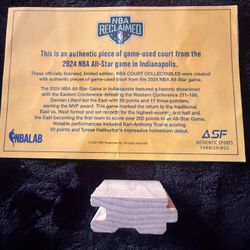 NBA
RECLAIMED
This is an authentic piece of game-used court from the
2024 NBA All-Star game in Indianapolis.
These officially licensed, limited edition, NBA COURT COLLECTABLES were created
with authentic pieces of game-used court from the All-Star Game in Indianapolis.
The 2024 NBA All-Star Game in Indianapolis featured a historic showdown
with the Eastern Conference defeating the Western Conference 211-186.
Damian Lillard led the East with 39 points and 11 three-pointers,
earning the MVP award. This game marked the return to the traditional
East vs. West format and set records for the highest-scoring first half and
the East becoming the first team to score over 200 points in an All-Star Game.
Notable performances included Karl-Anthony Towns scoring
50 points and Tyrese Haliburton's impressive hometown debut.
NBALAB
ASF
AUTHENTIC SPORTS
FURNISHINGS